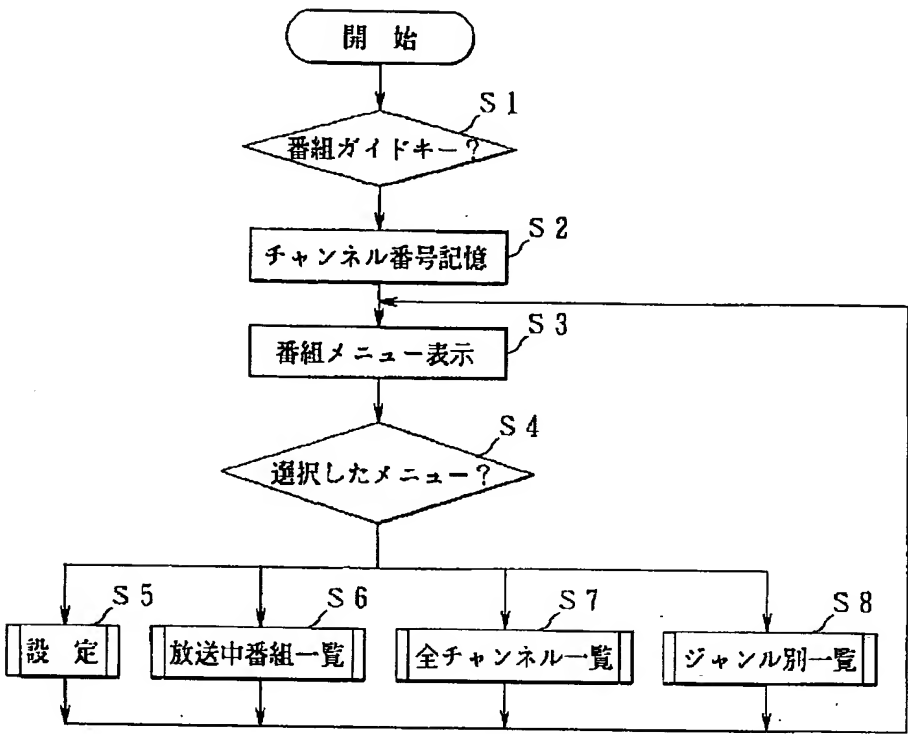 開 始
S1
番組ガイドキー?
S2
チャンネル番号記憶
S3
番組メニュー表示
S4
選択したメニュー?
S5
設 定
S6
放送中番組一覧
S7
全チャンネル一覧
S8
ジャンル別一覧